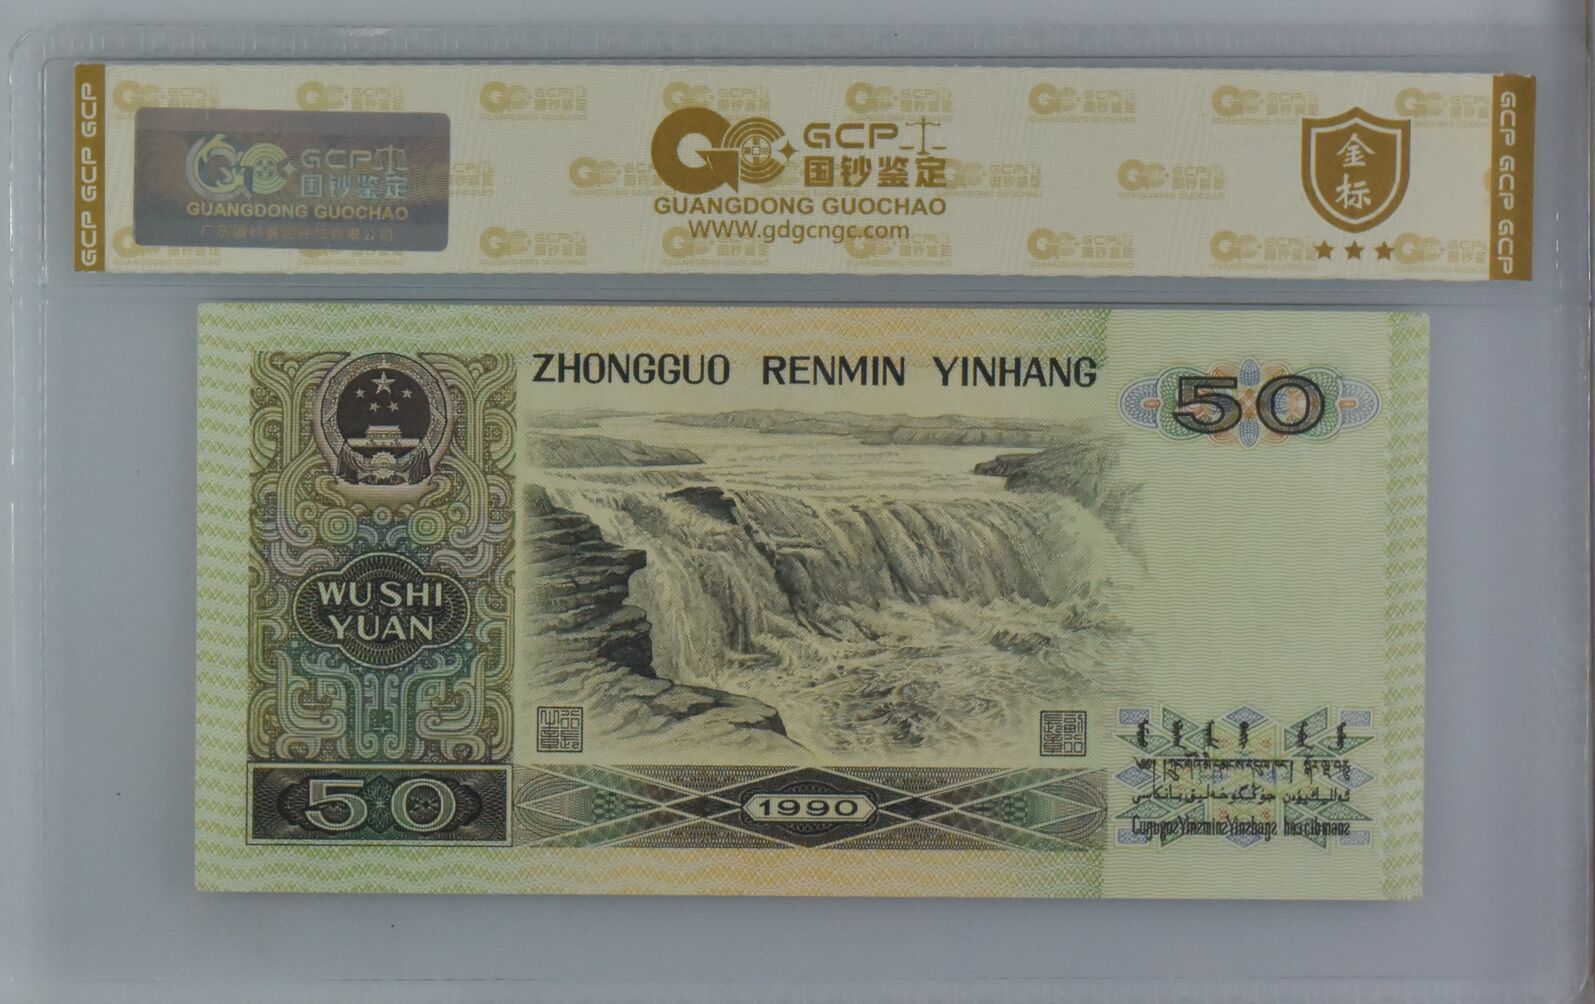 GCP GCP GCP
GCP 国钞鉴定
GUANGDONG GUOCHAO
广东国钞鉴定评估有限公司
GCP 国钞鉴定
GUANGDONG GUOCHAO
WWW.gdgcngc.com
金标
GCP GCP GCP
ZHONGGUO RENMIN YINHANG
50
WU SHI
YUAN
50
1990